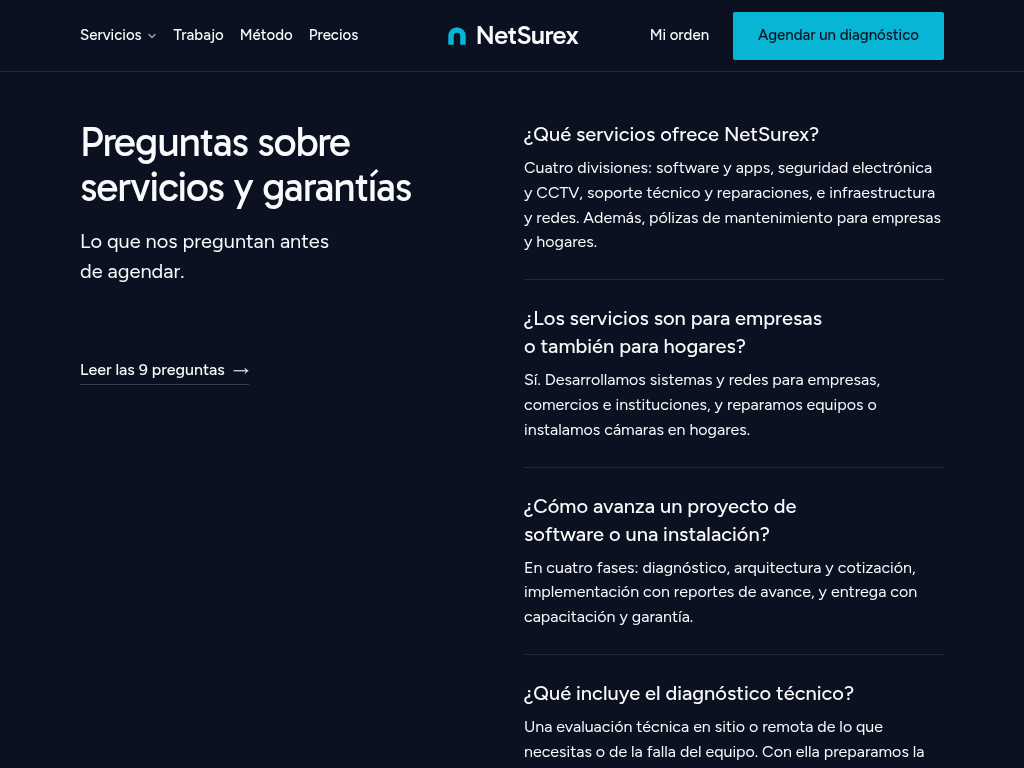 Servicios Trabajo Método Precios NetSurex Mi orden Agendar un diagnóstico
Preguntas sobre
servicios y garantías
Lo que nos preguntan antes
de agendar.
Leer las 9 preguntas →
¿Qué servicios ofrece NetSurex?
Cuatro divisiones: software y apps, seguridad electrónica
y CCTV, soporte técnico y reparaciones, e infraestructura
y redes. Además, pólizas de mantenimiento para empresas
y hogares.
¿Los servicios son para empresas
o también para hogares?
Sí. Desarrollamos sistemas y redes para empresas,
comercios e instituciones, y reparamos equipos o
instalamos cámaras en hogares.
¿Cómo avanza un proyecto de
software o una instalación?
En cuatro fases: diagnóstico, arquitectura y cotización,
implementación con reportes de avance, y entrega con
capacitación y garantía.
¿Qué incluye el diagnóstico técnico?
Una evaluación técnica en sitio o remota de lo que
necesitas o de la falla del equipo. Con ella preparamos la